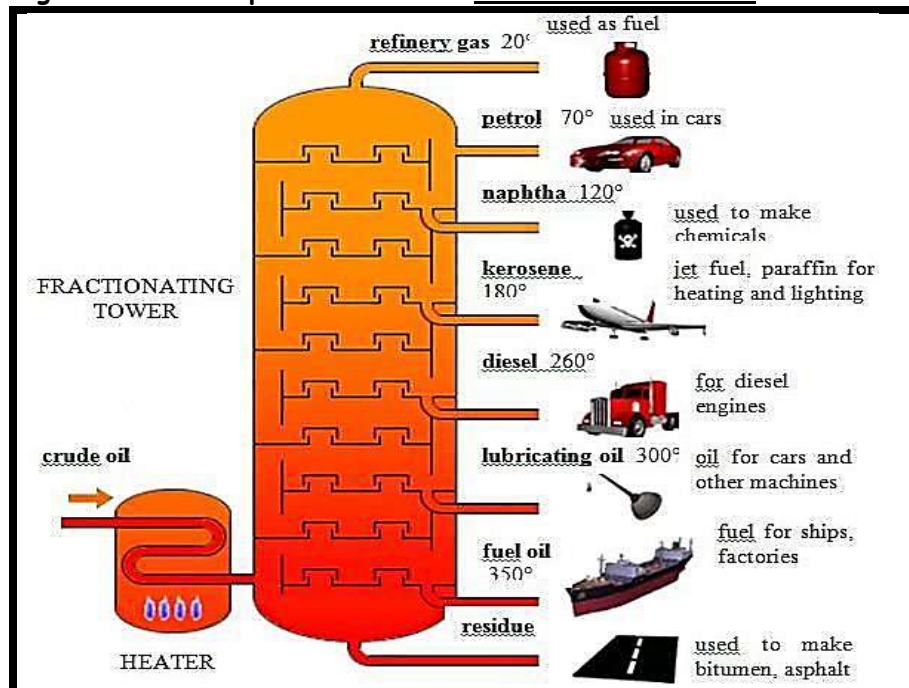 used as fuel
refinery gas 20°
petrol 70° used in cars
naphtha 120°
used to make
chemicals
kerosene
180°
jet fuel, paraffin for
heating and lighting
FRACTIONATING
TOWER
diesel 260°
for diesel
engines
crude oil
lubricating oil 300°
oil for cars and
other machines
fuel oil
350°
fuel for ships,
factories
residue
used to make
bitumen, asphalt
HEATER